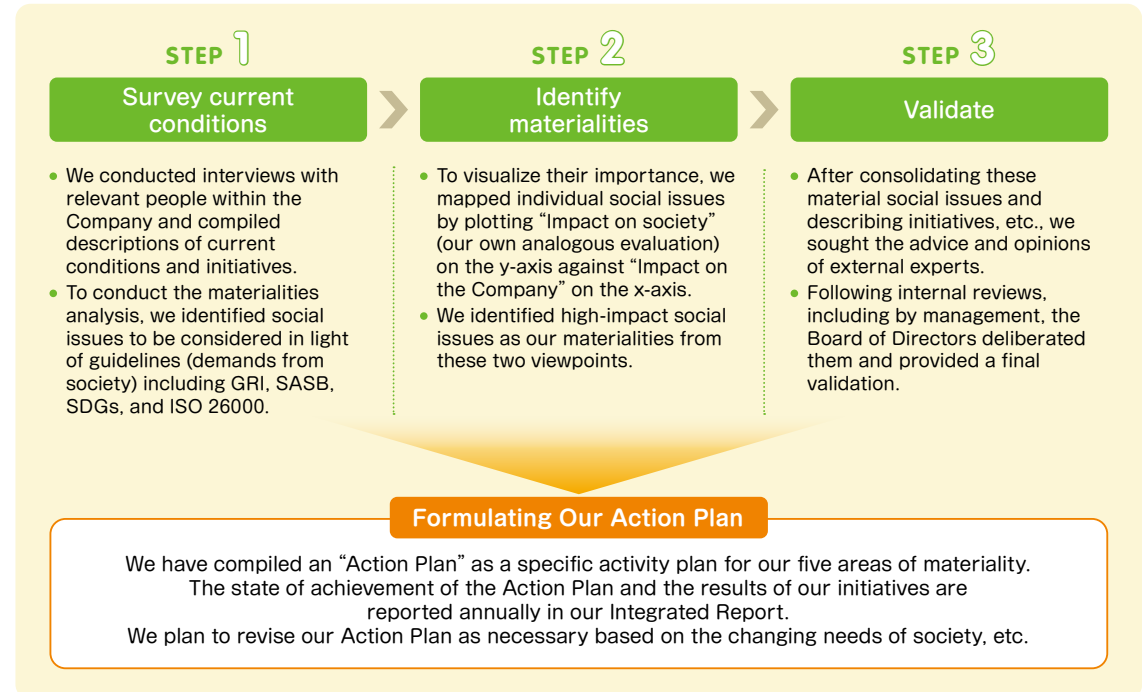 STEP 1
Survey current
conditions
• We conducted interviews with
relevant people within the
Company and compiled
descriptions of current
conditions and initiatives.
• To conduct the materialities
analysis, we identified social
issues to be considered in light
of guidelines (demands from
society) including GRI, SASB,
SDGs, and ISO 26000.
STEP 2
Identify
materialities
• To visualize their importance, we
mapped individual social issues
by plotting “Impact on society”
(our own analogous evaluation)
on the y-axis against “Impact on
the Company” on the x-axis.
• We identified high-impact social
issues as our materialities from
these two viewpoints.
STEP 3
Validate
• After consolidating these
material social issues and
describing initiatives, etc., we
sought the advice and opinions
of external experts.
• Following internal reviews,
including by management, the
Board of Directors deliberated
them and provided a final
validation.
Formulating Our Action Plan
We have compiled an “Action Plan” as a specific activity plan for our five areas of materiality.
The state of achievement of the Action Plan and the results of our initiatives are
reported annually in our Integrated Report.
We plan to revise our Action Plan as necessary based on the changing needs of society, etc.